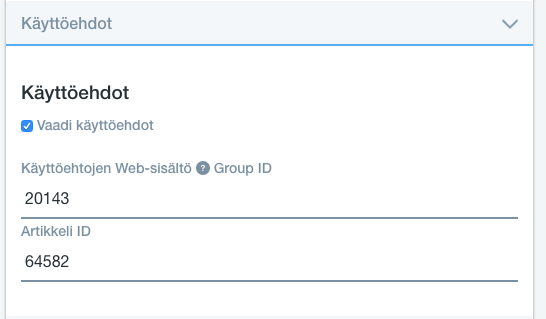 Käyttöehdot
Käyttöehdot
Vaadi käyttöehdot
Käyttöehtojen Web-sisältö ? Group ID
20143
Artikkeli ID
64582